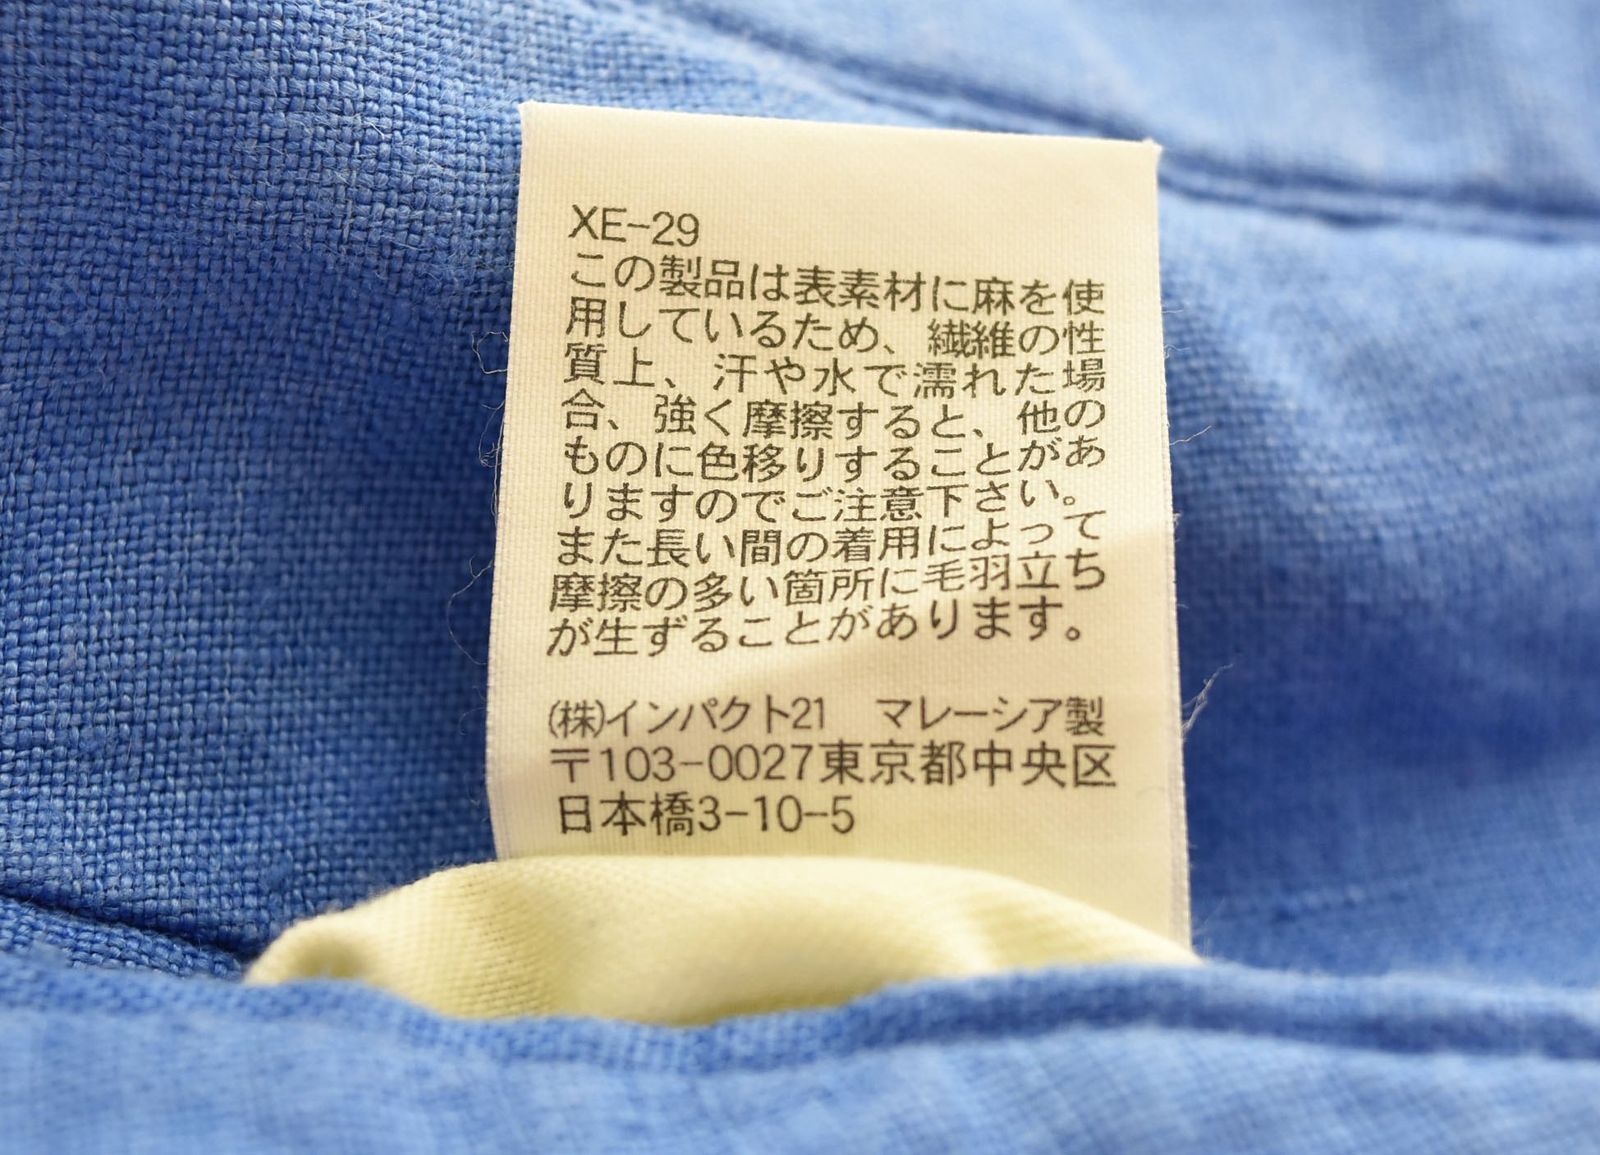 XE-29
この製品は表素材に麻を使
用しているため、繊維の性
質上、汗や水で濡れた場
合、強く摩擦すると、他の
ものに色移りすることがあ
りますのでご注意下さい。
また長い間の着用によって
摩擦の多い箇所に毛羽立ち
が生ずることがあります。
㈱インパクト21　マレーシア製
〒103-0027東京都中央区
日本橋3-10-5